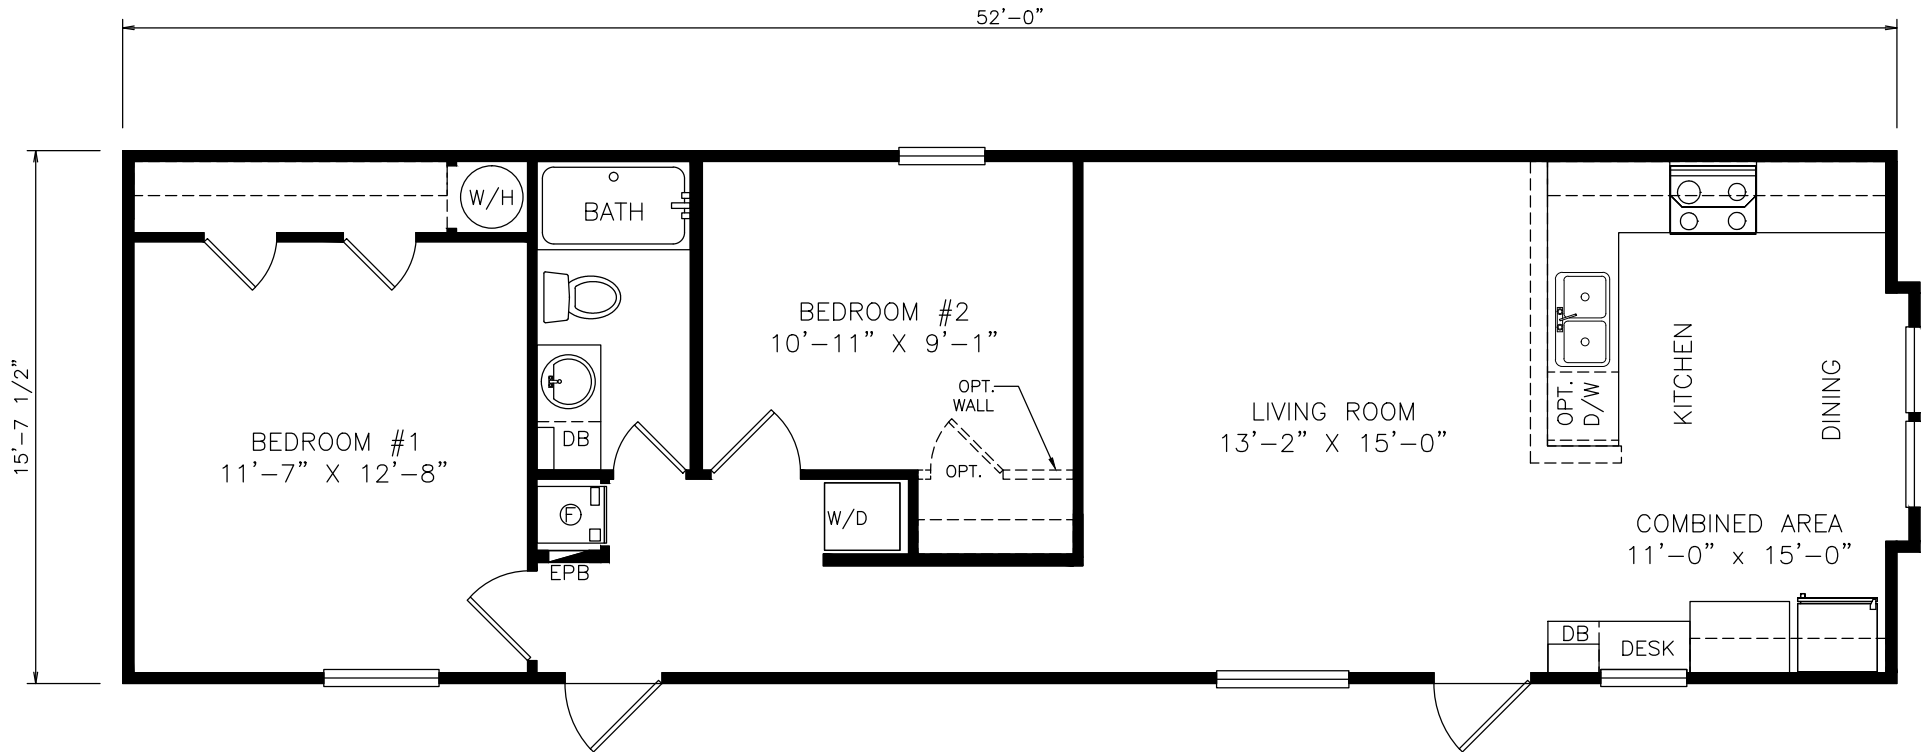 52'-0"
15'-7 1/2"
W/H
BATH
BEDROOM #1
11'-7" X 12'-8"
DB
F
EPB
BEDROOM #2
10'-11" X 9'-1"
OPT.
WALL
OPT.
W/D
LIVING ROOM
13'-2" X 15'-0"
OPT.
D/W
KITCHEN
DINING
COMBINED AREA
11'-0" x 15'-0"
DB
DESK